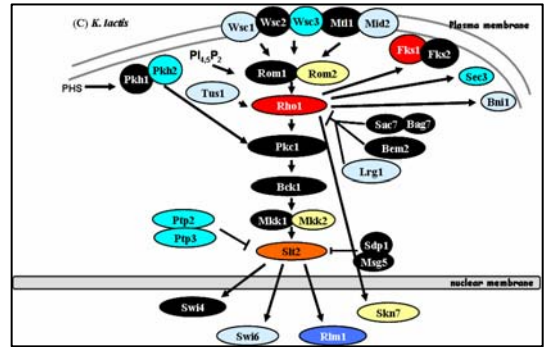 (C) K. lactis
Wsc1 Wsc2 Wsc3 Mtl1 Mid2
Plasma membrane
Fks1 Fks2
PI4,5P2
Pkh1 Pkh2
PHS
Rom1 Rom2
Sec3
Tus1
Rho1
Bni1
Sac7 Bag7
Pkc1
Bem2
Lrg1
Bck1
Mkk1 Mkk2
Ptp2
Ptp3
Slt2
Sdp1
Msg5
nuclear membrane
Swi4
Skn7
Swi6
Rlm1